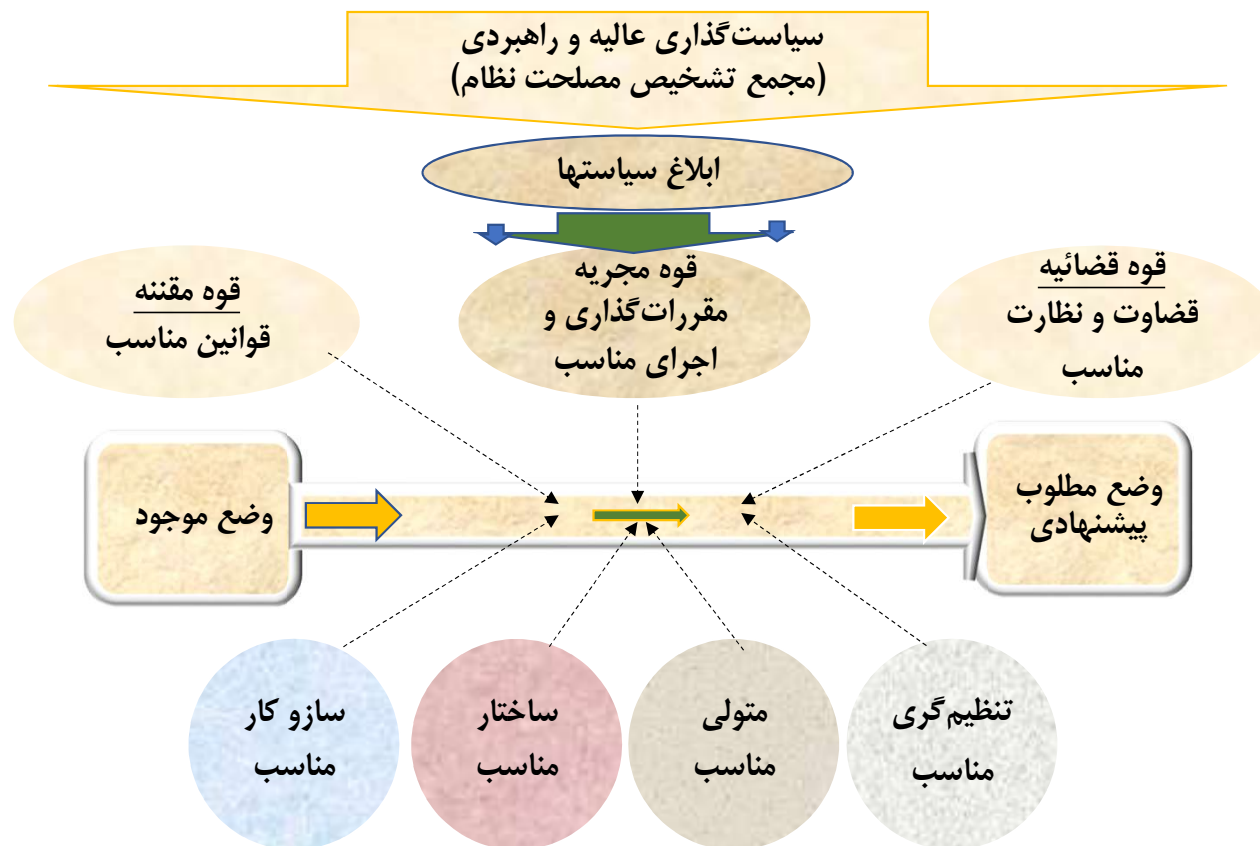 سیاست‌گذاری عالیه و راهبردی
(مجمع تشخیص مصلحت نظام)
ابلاغ سیاستها
قوه قضائیه
قضاوت و نظارت
مناسب
قوه مجریه
مقررات‌گذاری و
اجرای مناسب
قوه مقننه
قوانین مناسب
وضع موجود
وضع مطلوب
پیشنهادی
تنظیم‌گری
مناسب
متولی
مناسب
ساختار
مناسب
سازو کار
مناسب